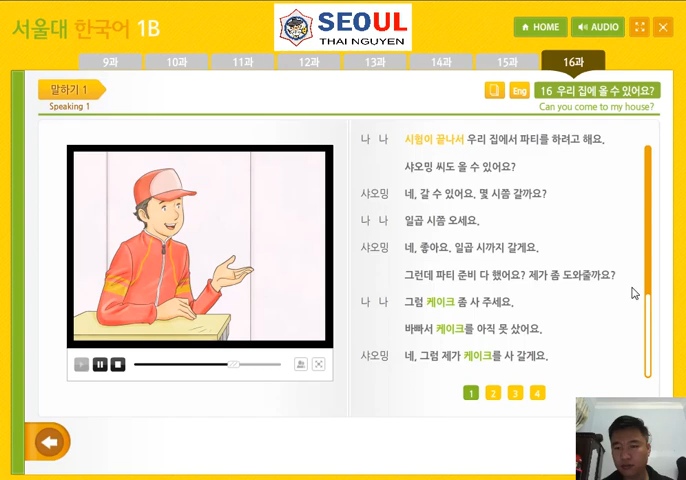 서울대 한국어 1B
SEOUL
THAI NGUYEN
HOME
AUDIO
9과
10과
11과
12과
13과
14과
15과
16과
말하기 1
Speaking 1
Eng
16 우리 집에 올 수 있어요?
Can you come to my house?
나 나 시험이 끝나서 우리 집에서 파티를 하려고 해요.
샤오밍 씨도 올 수 있어요?
샤오밍 네, 갈 수 있어요. 몇 시쯤 갈까요?
나 나 일곱 시쯤 오세요.
샤오밍 네, 좋아요. 일곱 시까지 갈게요.
그런데 파티 준비 다 했어요? 제가 좀 도와줄까요?
나 나 그럼 케이크 좀 사 주세요.
바빠서 케이크를 아직 못 샀어요.
샤오밍 네, 그럼 제가 케이크를 사 갈게요.
1
2
3
4